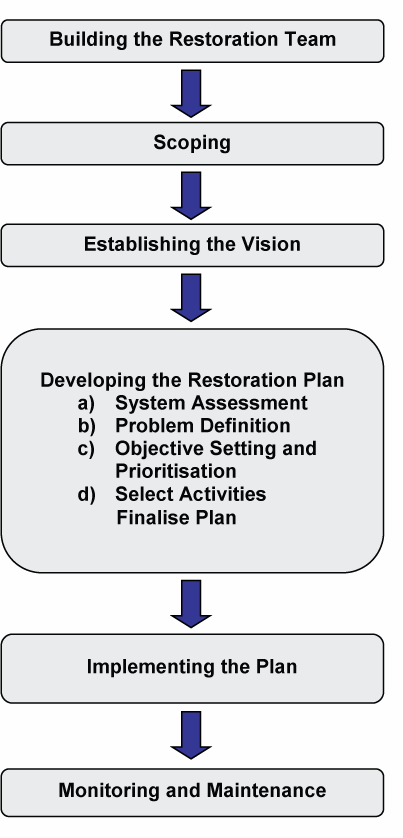 Building the Restoration Team
Scoping
Establishing the Vision
Developing the Restoration Plan
a) System Assessment
b) Problem Definition
c) Objective Setting and
Prioritisation
d) Select Activities
Finalise Plan
Implementing the Plan
Monitoring and Maintenance